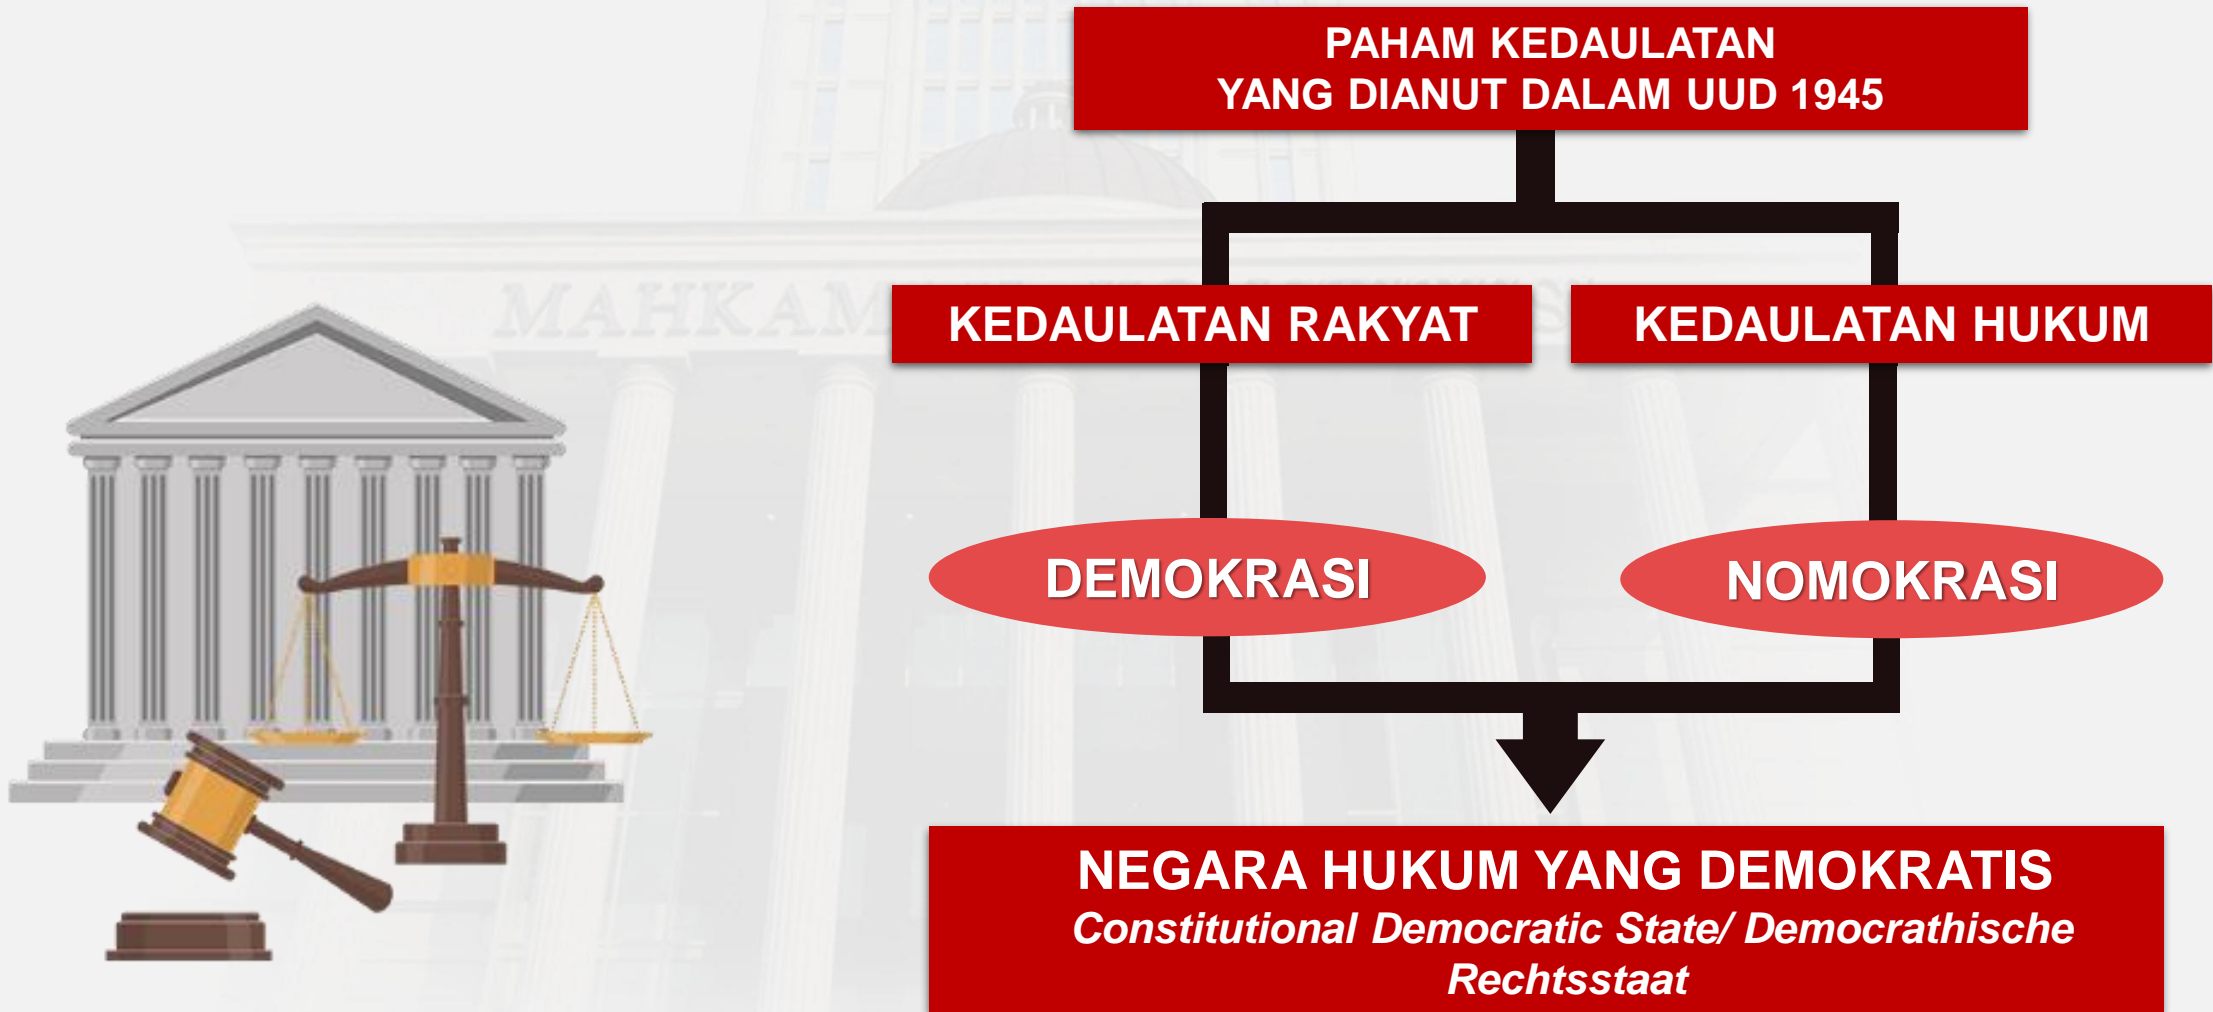 PAHAM KEDAULATAN
YANG DIANUT DALAM UUD 1945
KEDAULATAN RAKYAT
KEDAULATAN HUKUM
DEMOKRASI
NOMOKRASI
NEGARA HUKUM YANG DEMOKRATIS
Constitutional Democratic State/ Democrathische
Rechtsstaat